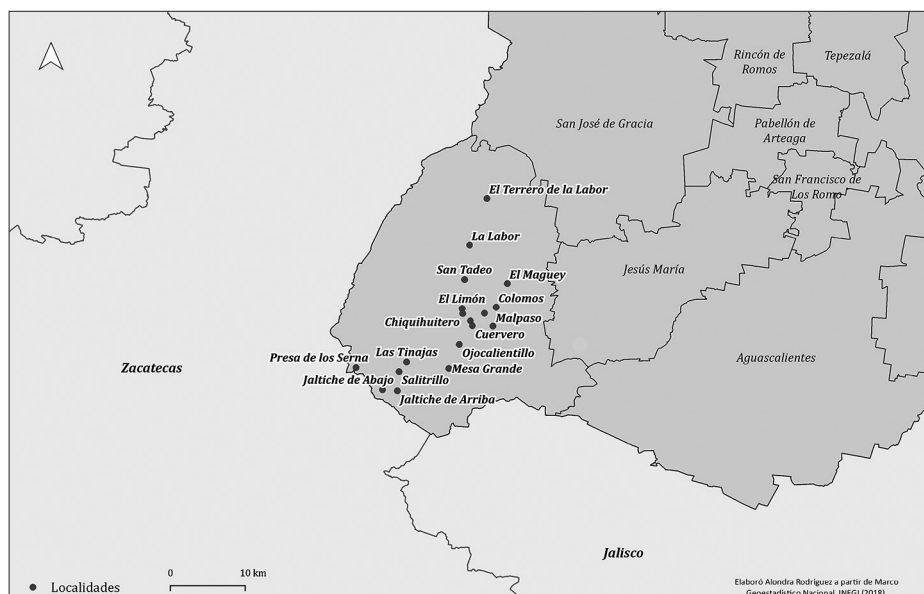 Rincón de
Romos
Tepezalá
San José de Gracia
Pabellón de
Arteaga
San Francisco de
Los Romo
El Terrero de la Labor
La Labor
San Tadeo
El Maguey
Jesús María
El Limón
Colomos
Chiquihuitero
Malpaso
Cuervero
Ojocalientillo
Aguascalientes
Presa de los Serna
Las Tinajas
Zacatecas
Mesa Grande
Jaltiche de Abajo
Salitrillo
Jaltiche de Arriba
Jalisco
0 10 km
Localidades
Elaboró Alondra Rodríguez a partir de Marco
Geoestadístico Nacional, INEGI (2018)